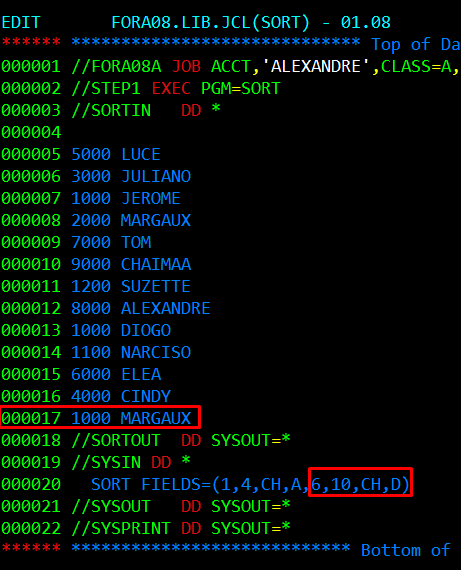 EDIT       FORA08.LIB.JCL(SORT) - 01.08
****** ***************************** Top of Da
000001 //FORA08A JOB ACCT,'ALEXANDRE',CLASS=A,
000002 //STEP1 EXEC PGM=SORT
000003 //SORTIN   DD *
000004
000005 5000 LUCE
000006 3000 JULIANO
000007 1000 JEROME
000008 2000 MARGAUX
000009 7000 TOM
000010 9000 CHAIMAA
000011 1200 SUZETTE
000012 8000 ALEXANDRE
000013 1000 DIOGO
000014 1100 NARCISO
000015 6000 ELEA
000016 4000 CINDY
000017 1000 MARGAUX
000018 //SORTOUT  DD SYSOUT=*
000019 //SYSIN DD *
000020   SORT FIELDS=(1,4,CH,A,6,10,CH,D)
000021 //SYSOUT   DD SYSOUT=*
000022 //SYSPRINT DD SYSOUT=*
****** **************************** Bottom of